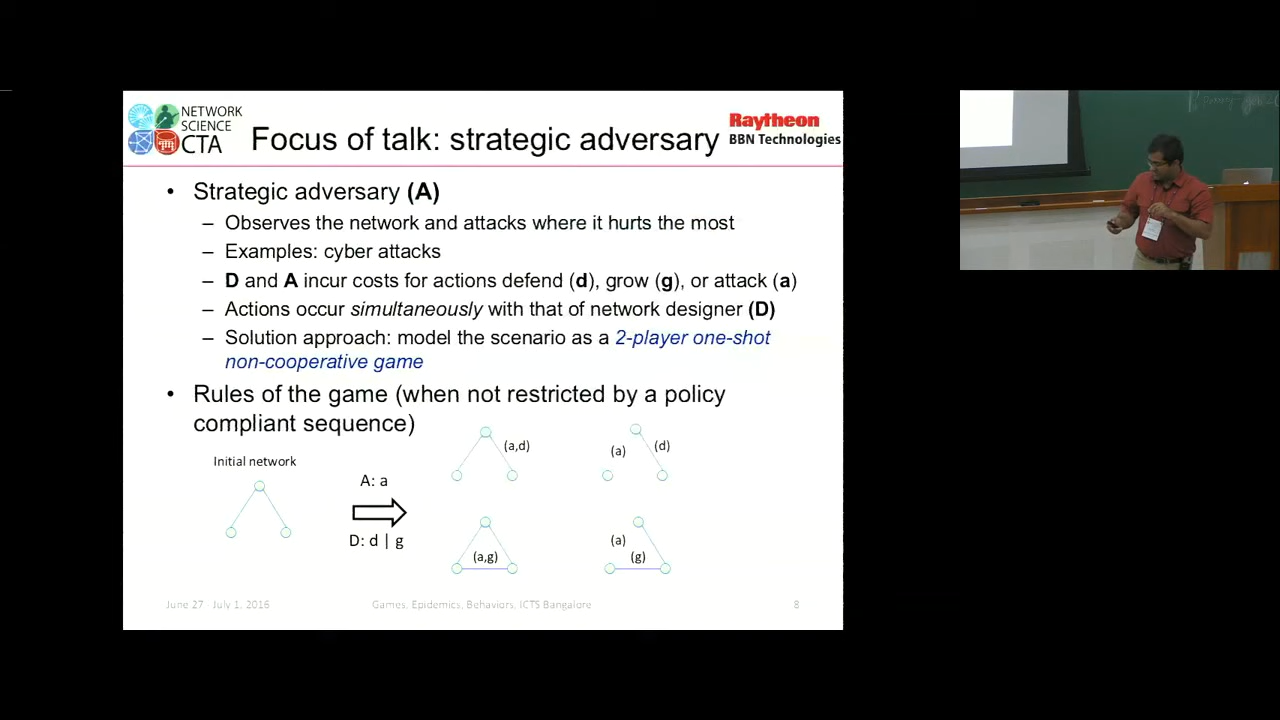 NETWORK
SCIENCE
CTA
Focus of talk: strategic adversary
Raytheon
BBN Technologies
• Strategic adversary (A)
– Observes the network and attacks where it hurts the most
– Examples: cyber attacks
– D and A incur costs for actions defend (d), grow (g), or attack (a)
– Actions occur simultaneously with that of network designer (D)
– Solution approach: model the scenario as a 2-player one-shot
non-cooperative game
• Rules of the game (when not restricted by a policy
compliant sequence)
Initial network
A: a
D: d | g
(a,d)
(a)
(d)
(a,g)
(a)
(g)
June 27 - July 1, 2016
Games, Epidemics, Behaviors, ICTS Bangalore
8